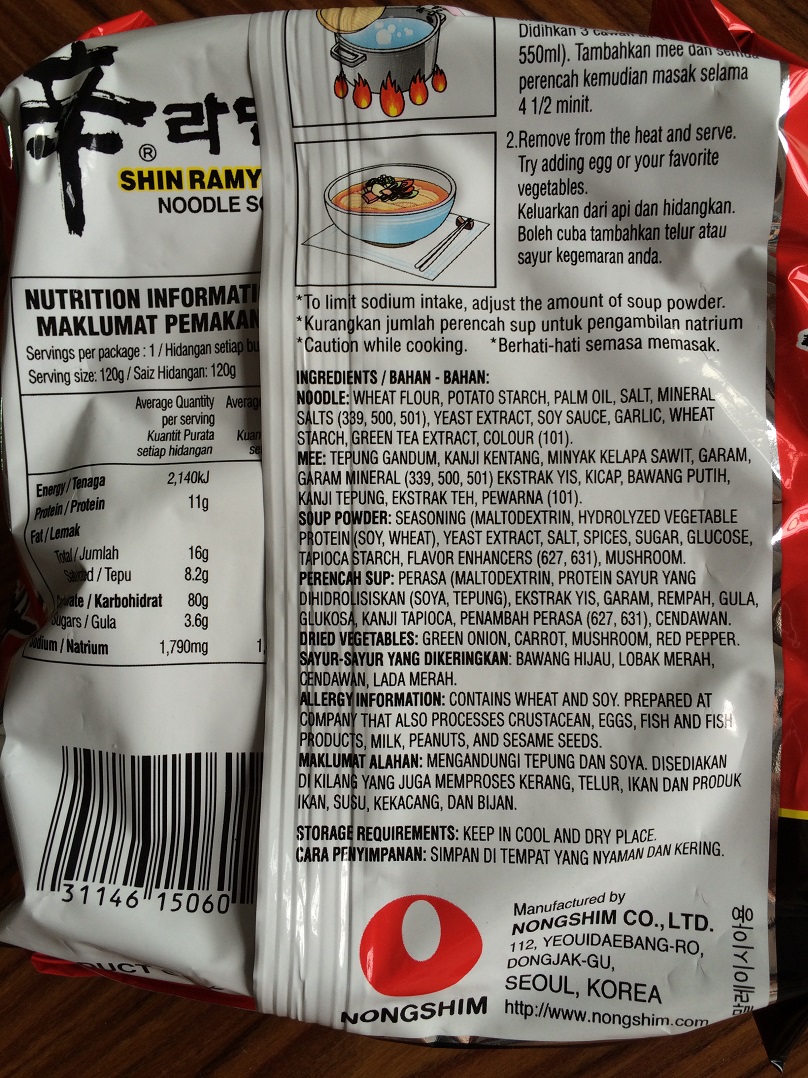 辛라면
®
SHIN RAMY
NOODLE S
NUTRITION INFORMATI
MAKLUMAT PEMAKAN
Servings per package : 1 / Hidangan setiap bu
Serving size: 120g / Saiz Hidangan: 120g
Average Quantity Averag
per serving
Kuantit Purata Kuan
setiap hidangan se
Energy / Tenaga 2,140kJ
Protein / Protein 11g
Fat / Lemak
Total / Jumlah 16g
/ Tepu 8.2g
/ Karbohidrat 80g
Sugars / Gula 3.6g
Sodium / Natrium 1,790mg 1,
31146 15060
Didihkan 3
550ml). Tambahkan mee dan semua
perencah kemudian masak selama
4 1/2 minit.
2.Remove from the heat and serve.
Try adding egg or your favorite
vegetables.
Keluarkan dari api dan hidangkan.
Boleh cuba tambahkan telur atau
sayur kegemaran anda.
*To limit sodium intake, adjust the amount of soup powder.
*Kurangkan jumlah perencah sup untuk pengambilan natrium
*Caution while cooking. *Berhati-hati semasa memasak.
INGREDIENTS / BAHAN - BAHAN:
NOODLE: WHEAT FLOUR, POTATO STARCH, PALM OIL, SALT, MINERAL
SALTS (339, 500, 501), YEAST EXTRACT, SOY SAUCE, GARLIC, WHEAT
STARCH, GREEN TEA EXTRACT, COLOUR (101).
MEE: TEPUNG GANDUM, KANJI KENTANG, MINYAK KELAPA SAWIT, GARAM,
GARAM MINERAL (339, 500, 501) EKSTRAK YIS, KICAP, BAWANG PUTIH,
KANJI TEPUNG, EKSTRAK TEH, PEWARNA (101).
SOUP POWDER: SEASONING (MALTODEXTRIN, HYDROLYZED VEGETABLE
PROTEIN (SOY, WHEAT), YEAST EXTRACT, SALT, SPICES, SUGAR, GLUCOSE,
TAPIOCA STARCH, FLAVOR ENHANCERS (627, 631), MUSHROOM.
PERENCAH SUP: PERASA (MALTODEXTRIN, PROTEIN SAYUR YANG
DIHIDROLISISKAN (SOYA, TEPUNG), EKSTRAK YIS, GARAM, REMPAH, GULA,
GLUKOSA, KANJI TAPIOCA, PENAMBAH PERASA (627, 631), CENDAWAN.
DRIED VEGETABLES: GREEN ONION, CARROT, MUSHROOM, RED PEPPER.
SAYUR-SAYUR YANG DIKERINGKAN: BAWANG HIJAU, LOBAK MERAH,
CENDAWAN, LADA MERAH.
ALLERGY INFORMATION: CONTAINS WHEAT AND SOY. PREPARED AT
COMPANY THAT ALSO PROCESSES CRUSTACEAN, EGGS, FISH AND FISH
PRODUCTS, MILK, PEANUTS, AND SESAME SEEDS.
MAKLUMAT ALAHAN: MENGANDUNGI TEPUNG DAN SOYA. DISEDIAKAN
DI KILANG YANG JUGA MEMPROSES KERANG, TELUR, IKAN DAN PRODUK
IKAN, SUSU, KEKACANG, DAN BIJAN.
STORAGE REQUIREMENTS: KEEP IN COOL AND DRY PLACE.
CARA PENYIMPANAN: SIMPAN DI TEMPAT YANG NYAMAN DAN KERING.
NONGSHIM
Manufactured by
NONGSHIM CO., LTD.
112, YEOUIDAEBANG-RO,
DONGJAK-GU,
SEOUL, KOREA
http://www.nongshim.com